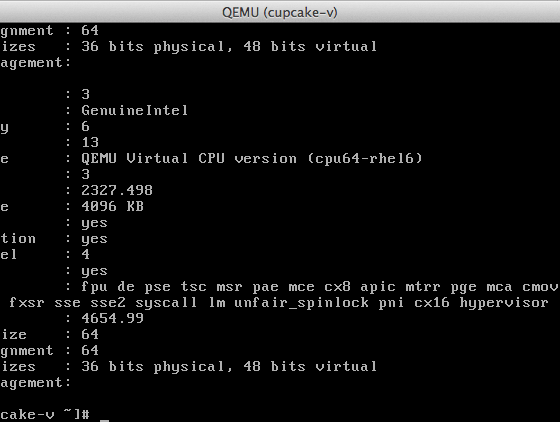 QEMU (cupcake-v)
gnment : 64
izes : 36 bits physical, 48 bits virtual
agement:
: 3
: GenuineIntel
y : 6
: 13
e : QEMU Virtual CPU version (cpu64-rhel6)
: 3
: 2327.498
e : 4096 KB
: yes
tion : yes
el : 4
: yes
: fpu de pse tsc msr pae mce cx8 apic mtrr pge mca cmov
fxsr sse sse2 syscall lm unfair_spinlock pni cx16 hypervisor
: 4654.99
ize : 64
gnment : 64
izes : 36 bits physical, 48 bits virtual
agement:
cake-v ~]# _